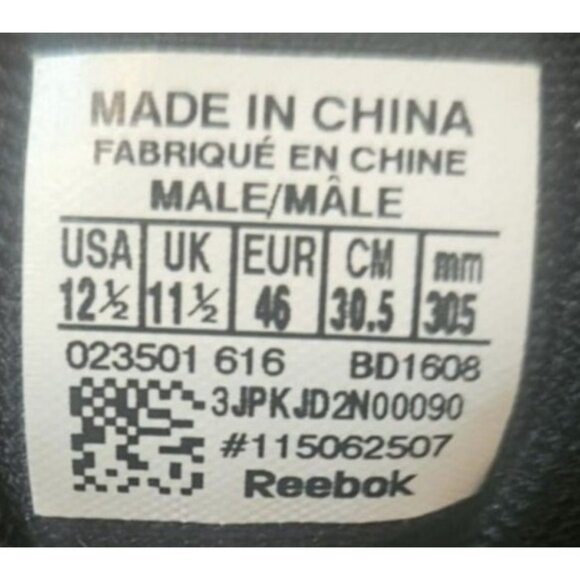 MADE IN CHINA
FABRIQUÉ EN CHINE
MALE/MÂLE
USA UK EUR CM mm
12½ 11½ 46 30.5 305
023501 616 BD1608
3JPKJD2N00090
#115062507
Reebok